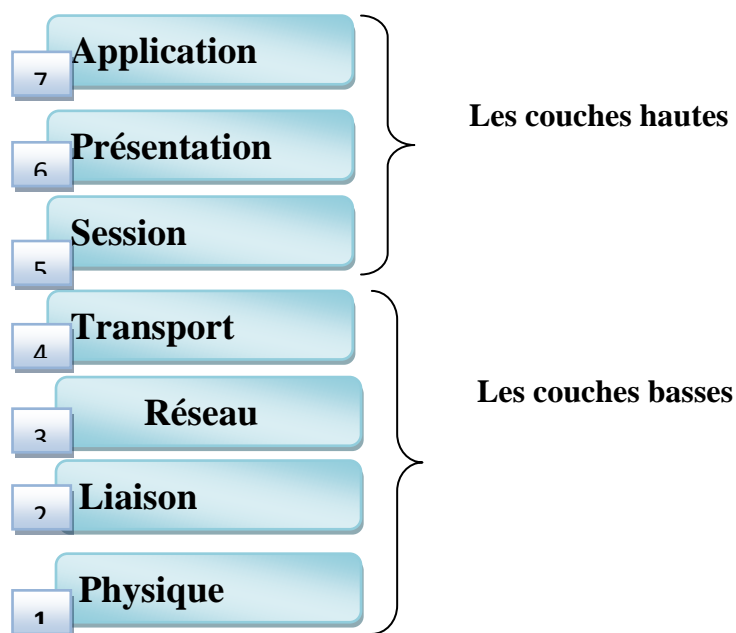 Application
7
Les couches hautes
Présentation
6
Session
5
Transport
4
Les couches basses
Réseau
3
Liaison
2
Physique
1